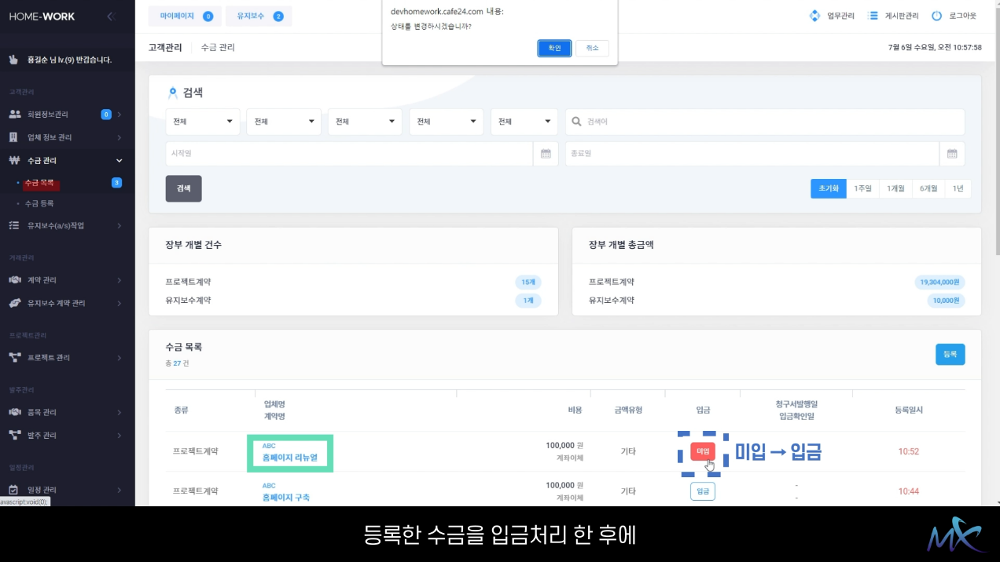 HOME-WORK
마이페이지 0
유지보수 2
devhomework.cafe24.com 내용:
상태를 변경하시겠습니까?
확인
취소
업무관리
게시판관리
로그아웃
홍길순 님 lv.(9) 반갑습니다.
고객관리
수금 관리
7월 6일 수요일, 오전 10:57:58
고객관리
회원정보관리 0
업체 정보 관리
수금 관리
수금 목록 3
수금 등록
유지보수(a/s)작업
거래관리
계약 관리
유지보수 계약 관리
프로젝트관리
프로젝트 관리
발주관리
품목 관리
발주 관리
일정관리
일정 관리
avascript:void(0);
검색
전체
전체
전체
전체
전체
검색어
시작일
종료일
검색
초기화
1주일
1개월
6개월
1년
장부 개별 건수
프로젝트계약 15개
유지보수계약 1개
장부 개별 총금액
프로젝트계약 19,304,000원
유지보수계약 10,000원
수금 목록
총 27 건
등록
종류
업체명
계약명
비용
금액유형
입금
청구서발행일
입금확인일
등록일시
프로젝트계약
ABC
홈페이지 리뉴얼
100,000 원
계좌이체
기타
미입
미입 → 입금
10:52
프로젝트계약
ABC
홈페이지 구축
100,000 원
계좌이체
기타
입금
-
-
10:44
등록한 수금을 입금처리 한 후에
MX